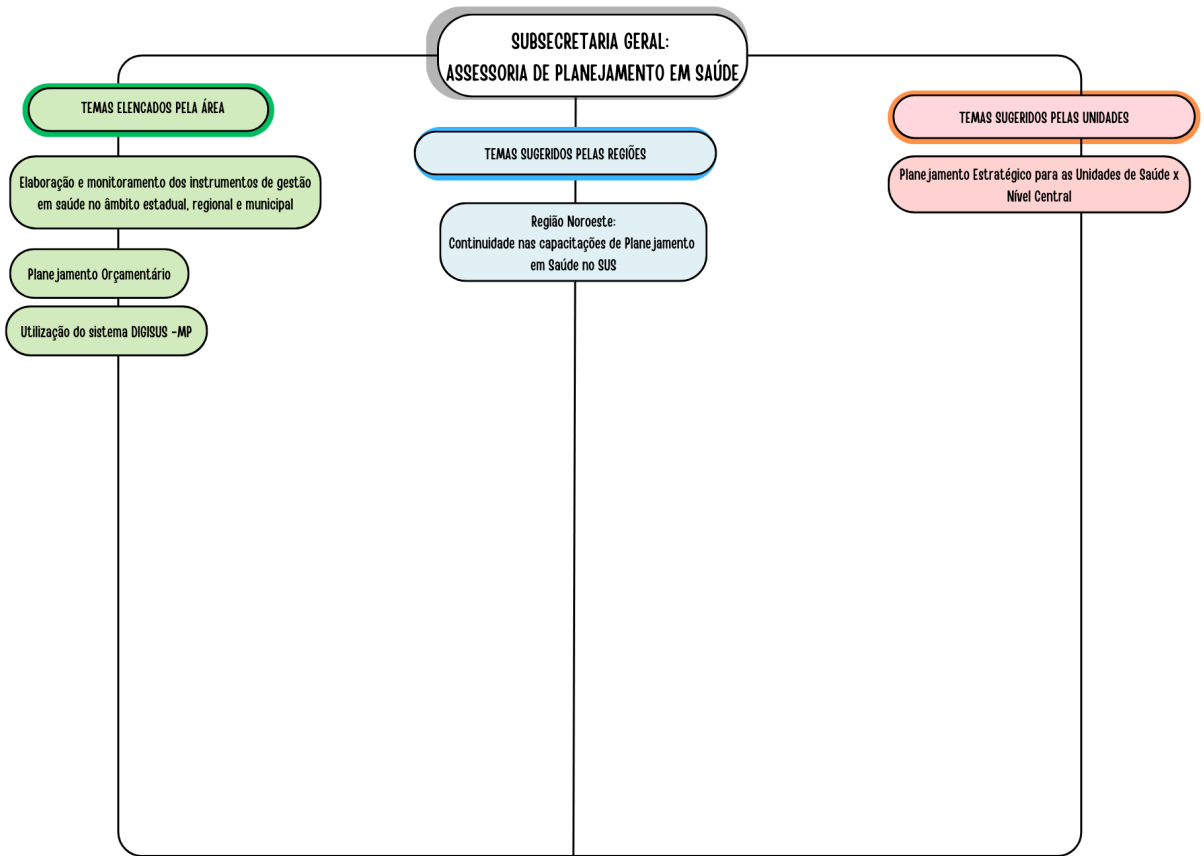 SUBSECRETARIA GERAL:
ASSESSORIA DE PLANEJAMENTO EM SAÚDE
TEMAS ELENCADOS PELA ÁREA
Elaboração e monitoramento dos instrumentos de gestão
em saúde no âmbito estadual, regional e municipal
Planejamento Orçamentário
Utilização do sistema DIGISUS -MP
TEMAS SUGERIDOS PELAS REGIÕES
Região Noroeste:
Continuidade nas capacitações de Planejamento
em Saúde no SUS
TEMAS SUGERIDOS PELAS UNIDADES
Planejamento Estratégico para as Unidades de Saúde x
Nível Central